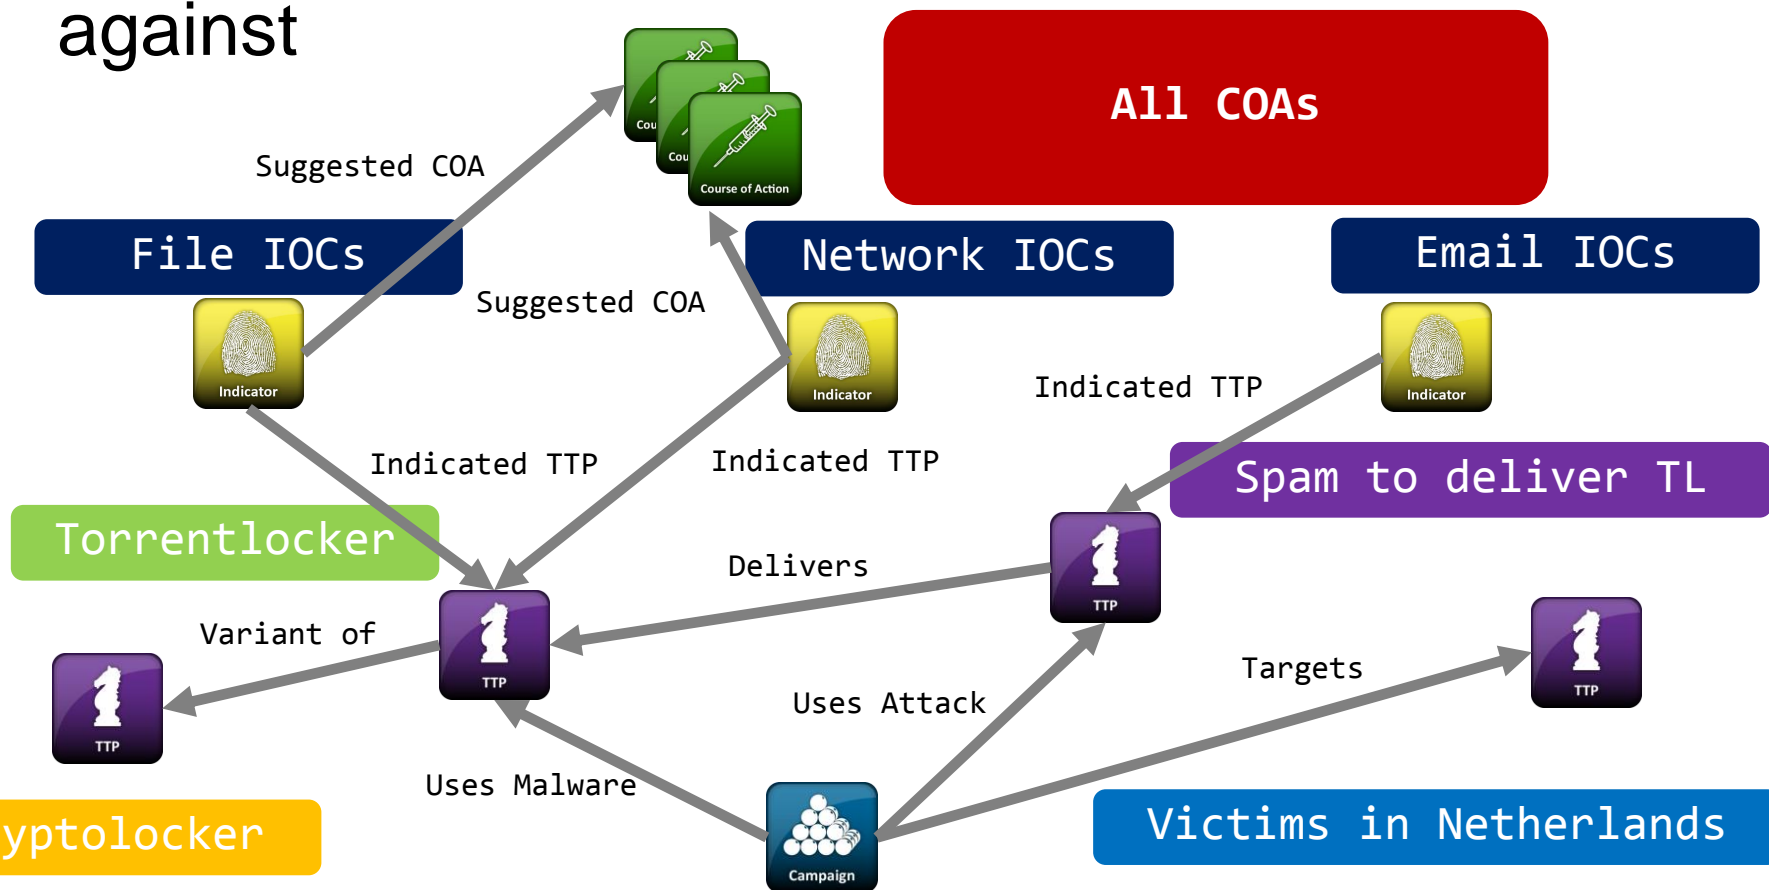 against
All COAs
Cou
Cou
Course of Action
Suggested COA
File IOCs
Network IOCs
Email IOCs
Suggested COA
Indicator
Indicator
Indicator
Indicated TTP
Indicated TTP
Indicated TTP
Spam to deliver TL
Torrentlocker
Delivers
TTP
Variant of
TTP
Targets
TTP
Uses Attack
TTP
Uses Malware
yptolocker
Victims in Netherlands
Campaign